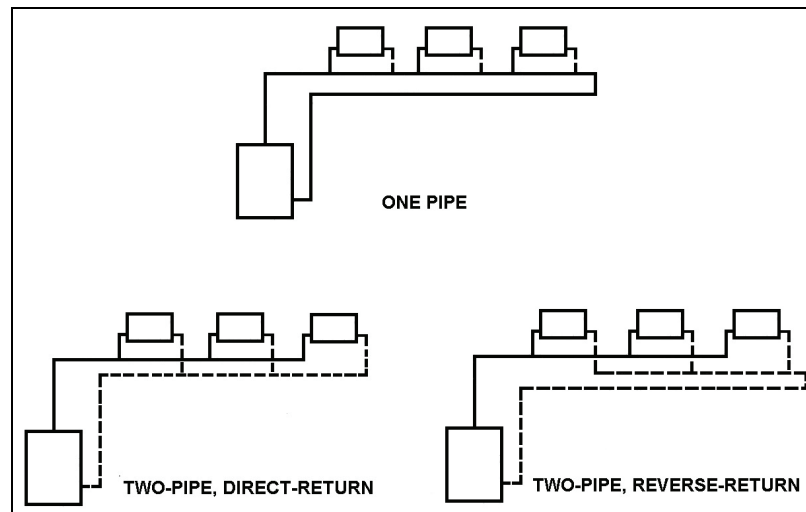 ONE PIPE
TWO-PIPE, DIRECT-RETURN
TWO-PIPE, REVERSE-RETURN